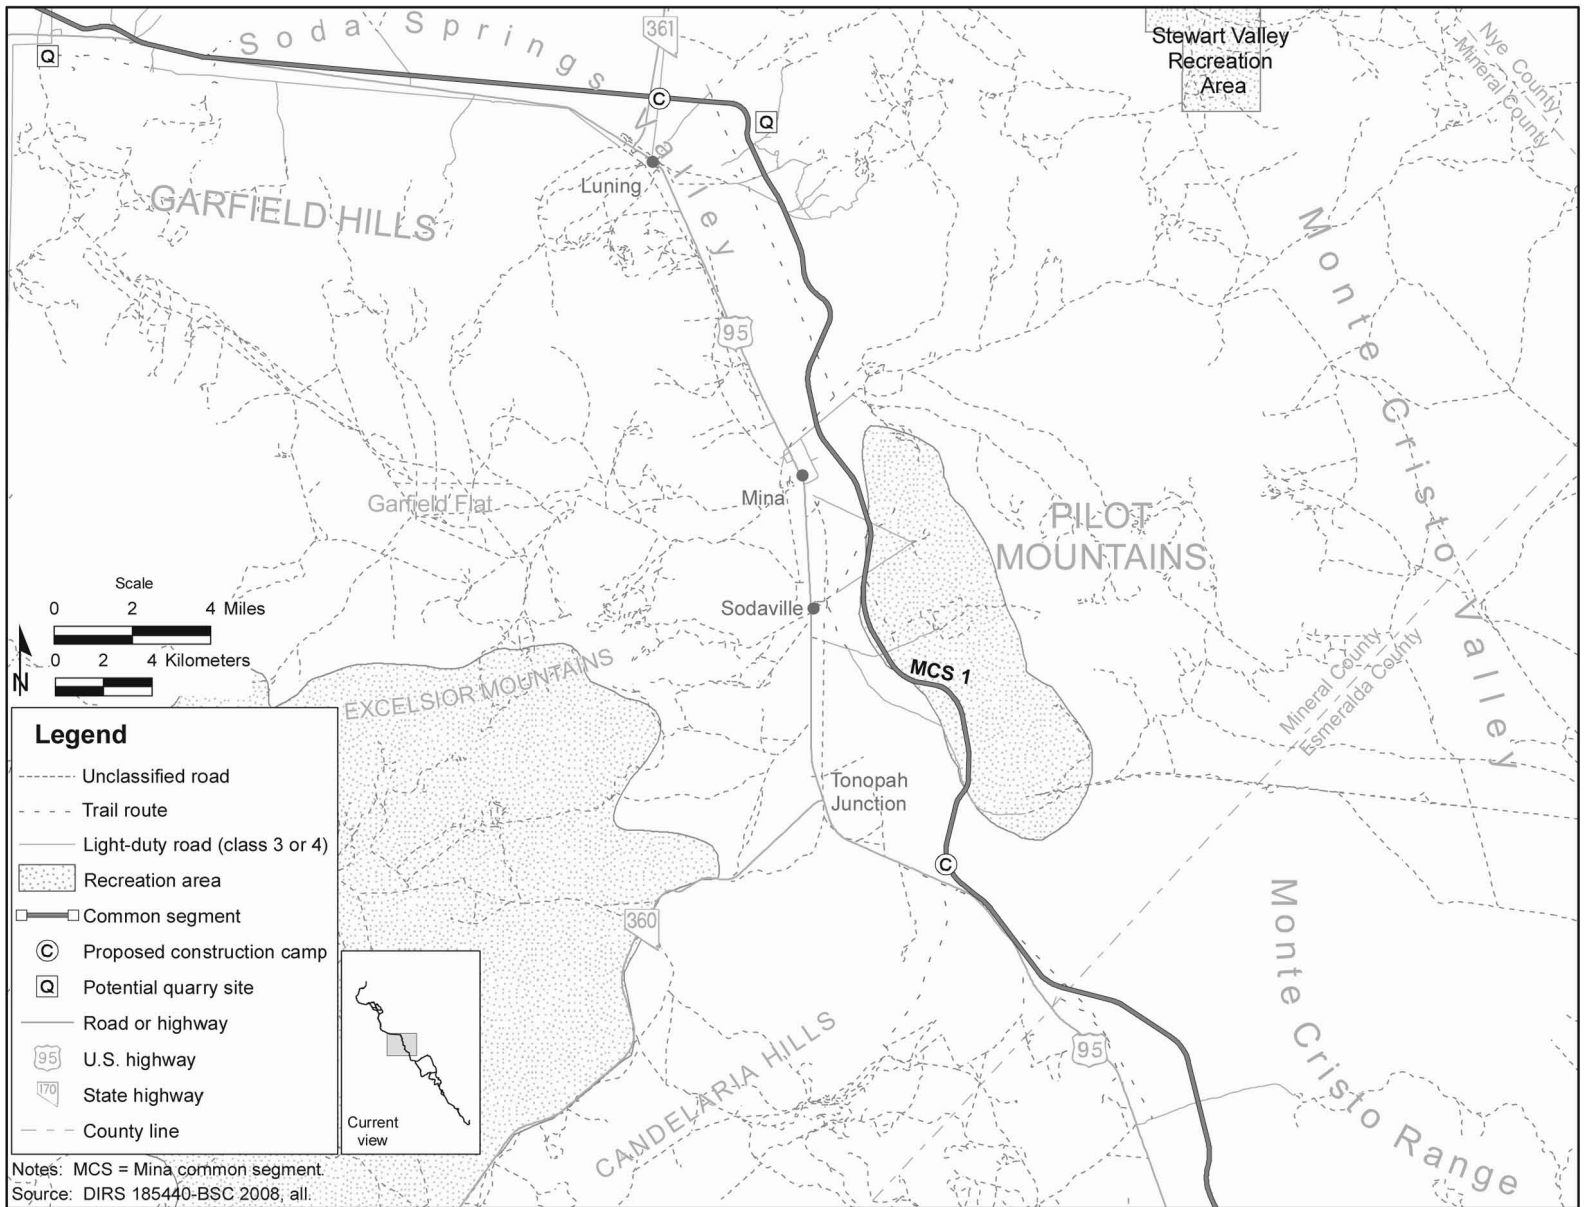 Soda Springs Valley
361
Stewart Valley
Recreation
Area
Nye County
Mineral County
Q
C
Q
Luning
GARFIELD HILLS
Monte Cristo Valley
95
Mina
Garfield Flat
PILOT
MOUNTAINS
Scale
0 2 4 Miles
0 2 4 Kilometers
N
Sodaville
EXCELSIOR MOUNTAINS
MCS 1
Mineral County
Esmeralda County
Tonopah
Junction
C
360
Monte Cristo Range
95
CANDELARIA HILLS
Legend
Unclassified road
Trail route
Light-duty road (class 3 or 4)
Recreation area
Common segment
C Proposed construction camp
Q Potential quarry site
Road or highway
95 U.S. highway
170 State highway
County line
Current
view
Notes: MCS = Mina common segment.
Source: DIRS 185440-BSC 2008, all.